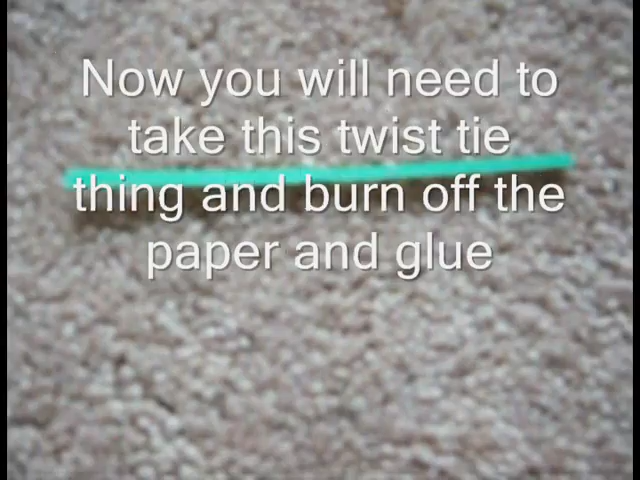 Now you will need to
take this twist tie
thing and burn off the
paper and glue